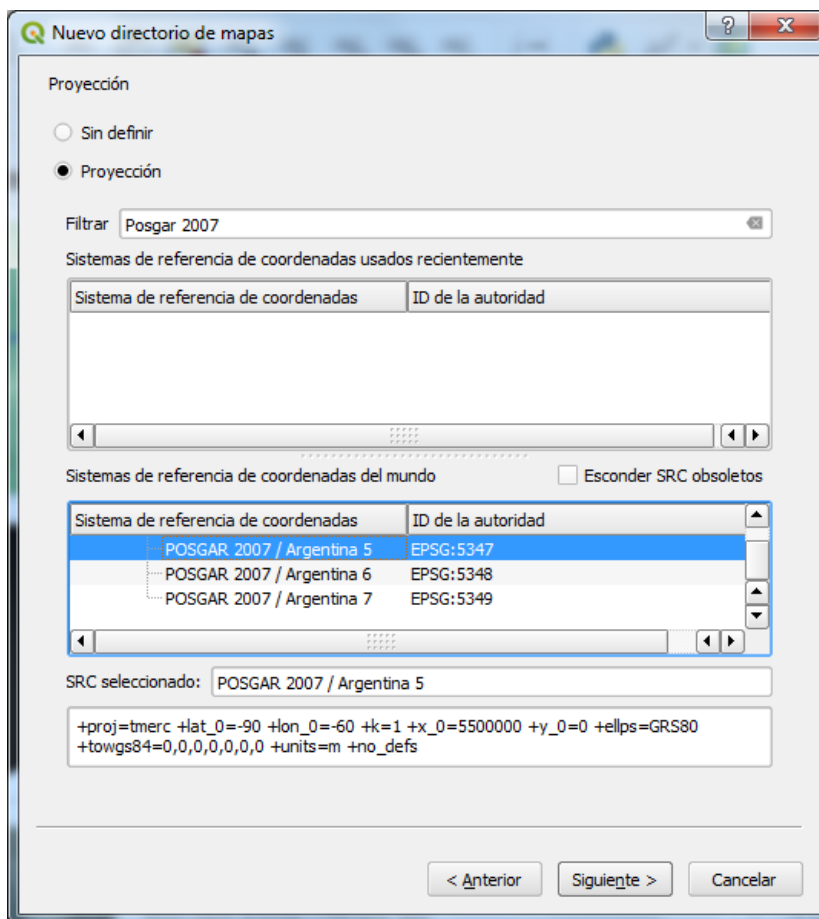 Nuevo directorio de mapas
Proyección
Sin definir
Proyección
Filtrar Posgar 2007
Sistemas de referencia de coordenadas usados recientemente
Sistema de referencia de coordenadas ID de la autoridad
Sistemas de referencia de coordenadas del mundo Esconder SRC obsoletos
Sistema de referencia de coordenadas ID de la autoridad
POSGAR 2007 / Argentina 5 EPSG:5347
POSGAR 2007 / Argentina 6 EPSG:5348
POSGAR 2007 / Argentina 7 EPSG:5349
SRC seleccionado: POSGAR 2007 / Argentina 5
+proj=tmerc +lat_0=-90 +lon_0=-60 +k=1 +x_0=5500000 +y_0=0 +ellps=GRS80
+towgs84=0,0,0,0,0,0,0 +units=m +no_defs
< Anterior Siguiente > Cancelar